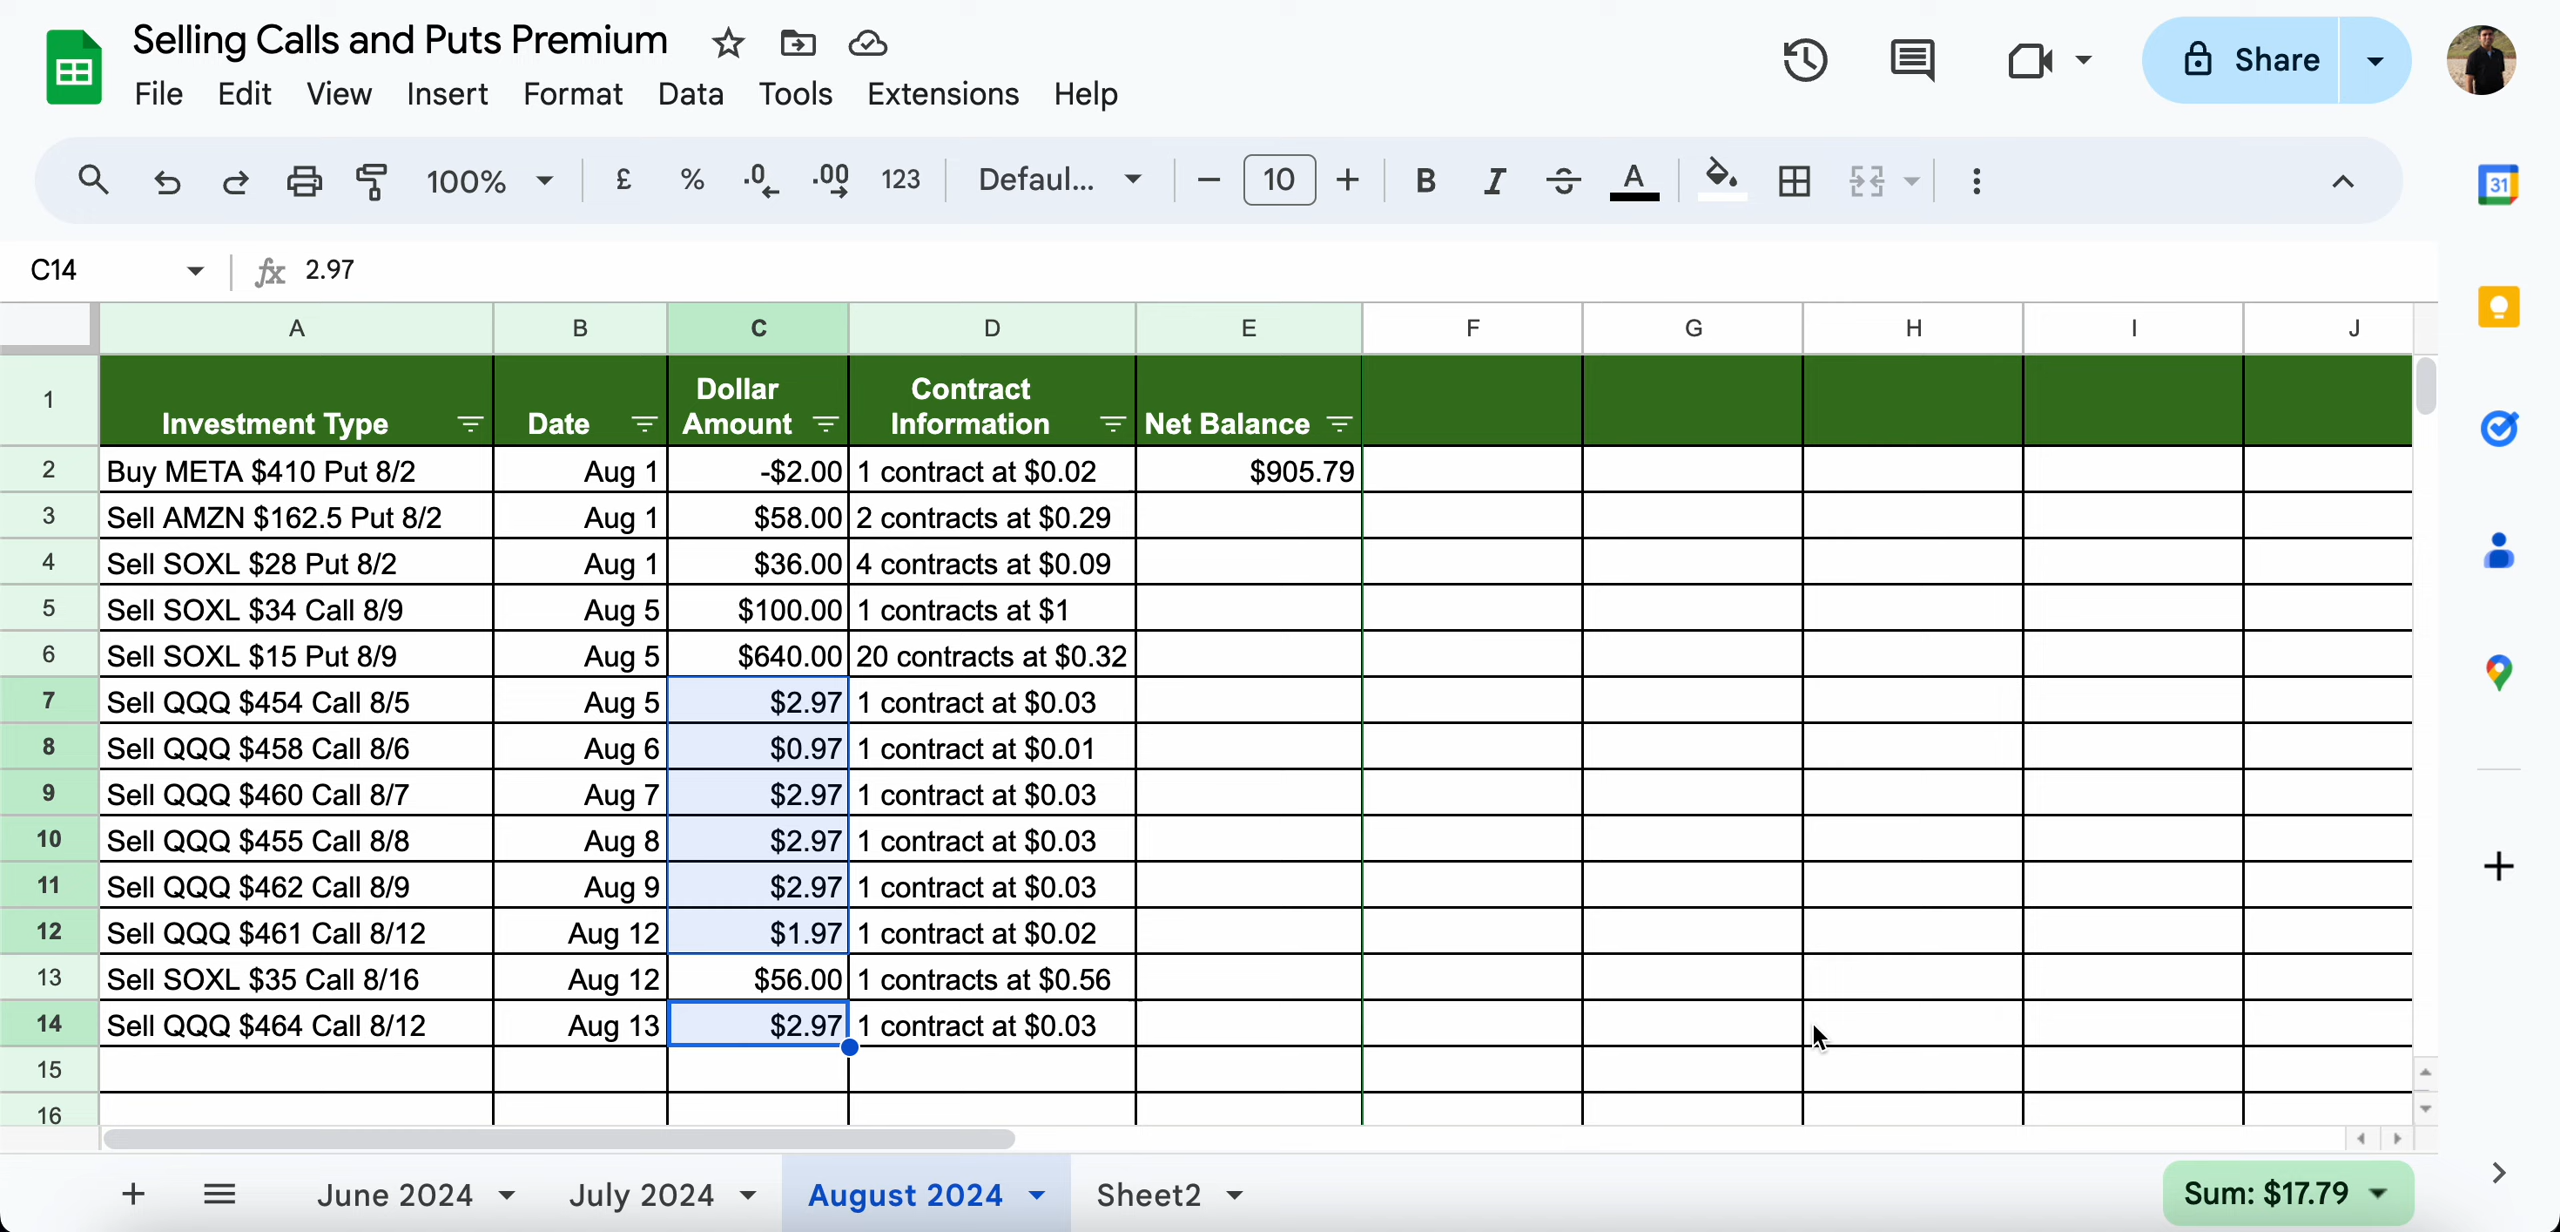 Selling Calls and Puts Premium
File Edit View Insert Format Data Tools Extensions Help
Share
100% £ % .0 .00 123 Defaul... 10 B I A
31
C14 fx 2.97
A B C D E F G H I J
1 Investment Type Date Dollar Amount Contract Information Net Balance
2 Buy META $410 Put 8/2 Aug 1 -$2.00 1 contract at $0.02 $905.79
3 Sell AMZN $162.5 Put 8/2 Aug 1 $58.00 2 contracts at $0.29
4 Sell SOXL $28 Put 8/2 Aug 1 $36.00 4 contracts at $0.09
5 Sell SOXL $34 Call 8/9 Aug 5 $100.00 1 contracts at $1
6 Sell SOXL $15 Put 8/9 Aug 5 $640.00 20 contracts at $0.32
7 Sell QQQ $454 Call 8/5 Aug 5 $2.97 1 contract at $0.03
8 Sell QQQ $458 Call 8/6 Aug 6 $0.97 1 contract at $0.01
9 Sell QQQ $460 Call 8/7 Aug 7 $2.97 1 contract at $0.03
10 Sell QQQ $455 Call 8/8 Aug 8 $2.97 1 contract at $0.03
11 Sell QQQ $462 Call 8/9 Aug 9 $2.97 1 contract at $0.03
12 Sell QQQ $461 Call 8/12 Aug 12 $1.97 1 contract at $0.02
13 Sell SOXL $35 Call 8/16 Aug 12 $56.00 1 contracts at $0.56
14 Sell QQQ $464 Call 8/12 Aug 13 $2.97 1 contract at $0.03
15
16
June 2024 July 2024 August 2024 Sheet2 Sum: $17.79